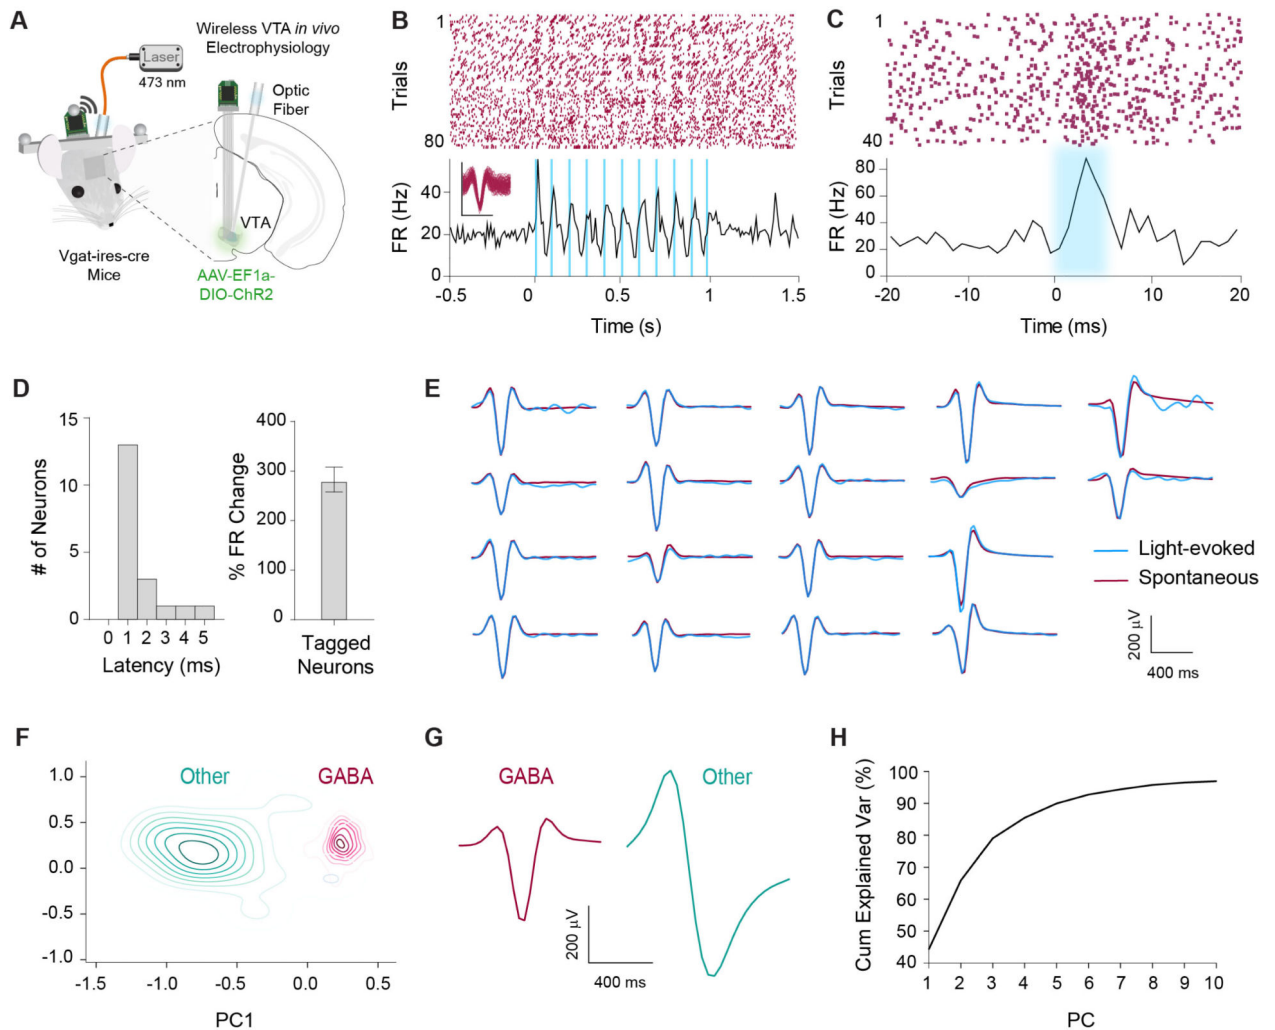 A
Wireless VTA in vivo
Electrophysiology
Laser
473 nm
Optic
Fiber
VTA
Vgat-ires-cre
Mice
AAV-EF1a-
DIO-ChR2
B
1
Trials
80
FR (Hz)
40
20
0
-0.5
0
0.5
1
1.5
Time (s)
C
1
Trials
40
FR (Hz)
80
60
40
20
0
-20
-10
0
10
20
Time (ms)
D
# of Neurons
15
10
5
0
0 1 2 3 4 5
Latency (ms)
% FR Change
400
300
200
100
0
Tagged
Neurons
E
Light-evoked
Spontaneous
200 μV
400 ms
F
Other
GABA
1.0
0.5
0.0
-0.5
-1.0
-1.5
-1.0
-0.5
0.0
0.5
PC1
G
GABA
Other
200 μV
400 ms
H
Cum Explained Var (%)
100
90
80
70
60
50
40
1 2 3 4 5 6 7 8 9 10
PC